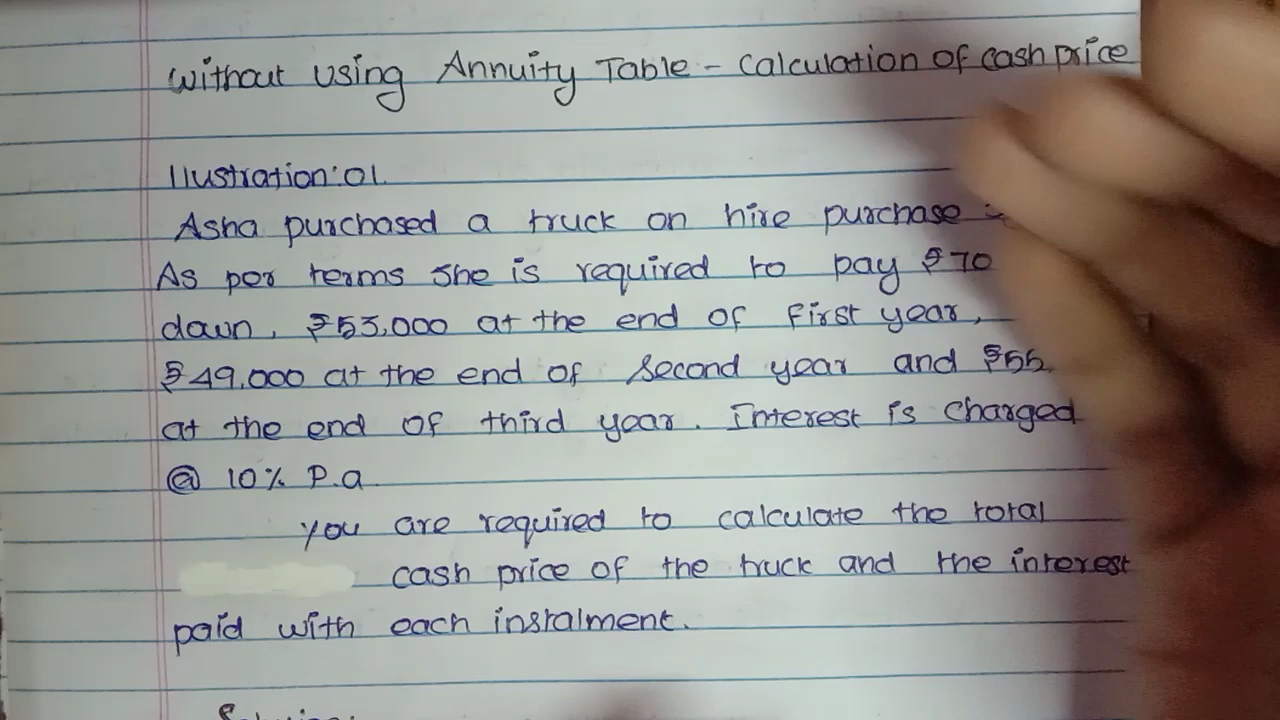 Without using Annuity Table - Calculation of cash price
Illustration:01.
Asha purchased a truck on hire purchase
As per terms she is required to pay ₹70
down, ₹53,000 at the end of first year,
₹49,000 at the end of second year and ₹55,
at the end of third year. Interest is charged
@ 10% P.a
you are required to calculate the total
cash price of the truck and the interest
paid with each instalment.